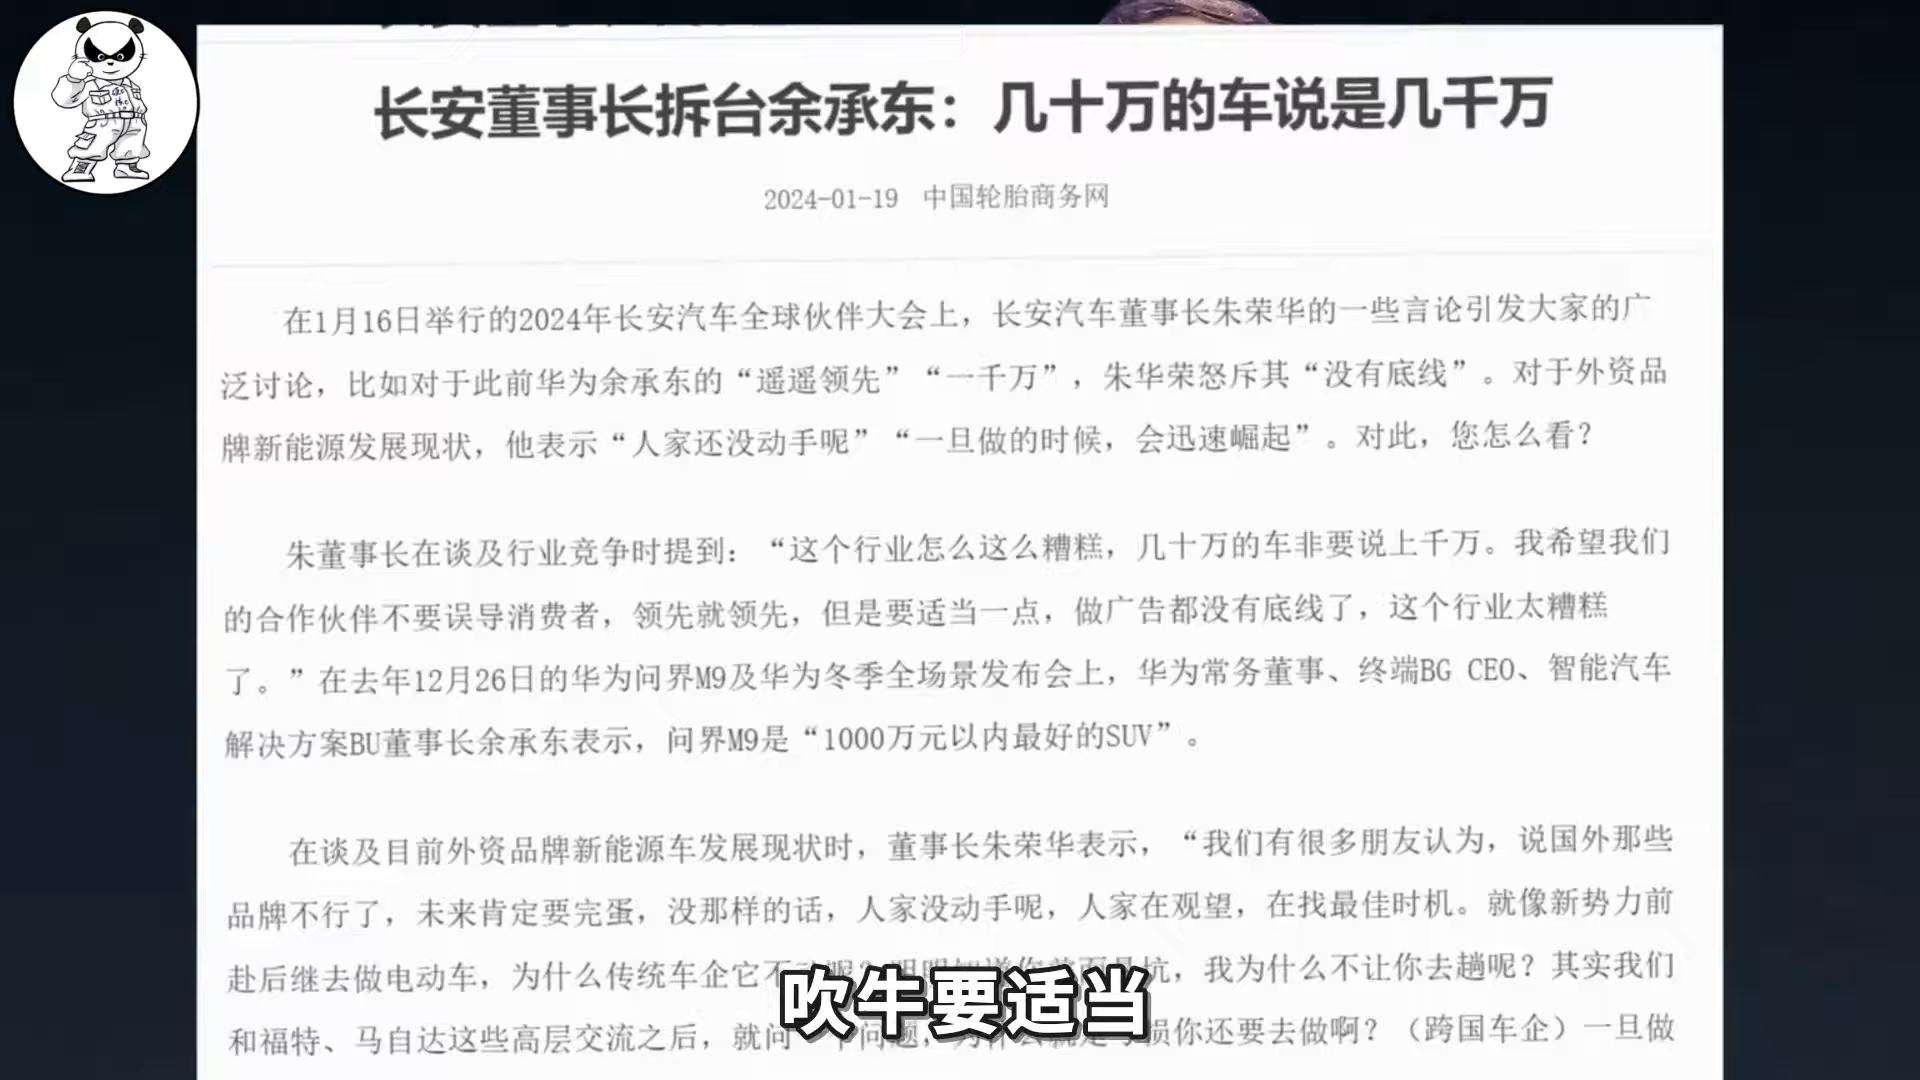 长安董事长拆台余承东：几十万的车说是几千万
2024-01-19 中国轮胎商务网
在1月16日举行的2024年长安汽车全球伙伴大会上，长安汽车董事长朱荣华的一些言论引发大家的广
泛讨论，比如对于此前华为余承东的“遥遥领先”“一千万”，朱华荣怒斥其“没有底线”。对于外资品
牌新能源发展现状，他表示“人家还没动手呢”“一旦做的时候，会迅速崛起”。对此，您怎么看？
朱董事长在谈及行业竞争时提到：“这个行业怎么这么糟糕，几十万的车非要说上千万。我希望我们
的合作伙伴不要误导消费者，领先就领先，但是要适当一点，做广告都没有底线了，这个行业太糟糕
了。”在去年12月26日的华为问界M9及华为冬季全场景发布会上，华为常务董事、终端BG CEO、智能汽车
解决方案BU董事长余承东表示，问界M9是“1000万元以内最好的SUV”。
在谈及目前外资品牌新能源车发展现状时，董事长朱荣华表示，“我们有很多朋友认为，说国外那些
品牌不行了，未来肯定要完蛋，没那样的话，人家没动手呢，人家在观望，在找最佳时机。就像新势力前
赴后继去做电动车，为什么传统车企它不 坑，我为什么不让你去趟呢？其实我们
和福特、马自达这些高层交流之后，就问 损你还要去做啊？（跨国车企）一旦做
吹牛要适当